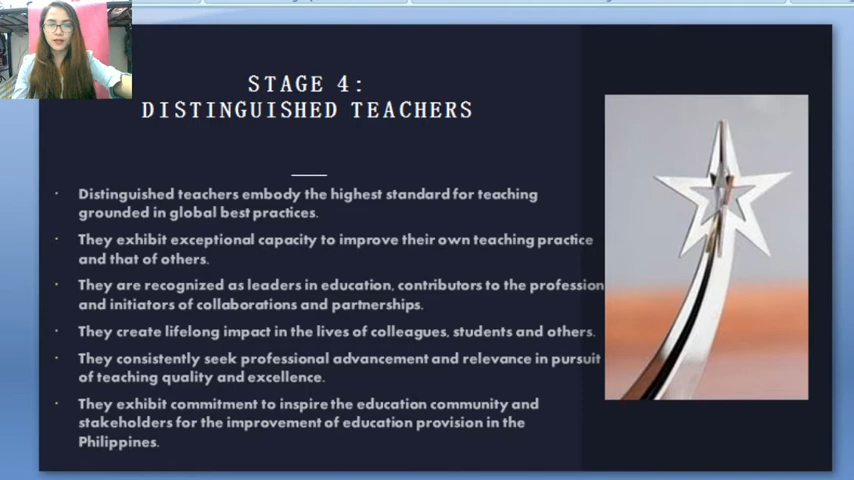 STAGE 4:
DISTINGUISHED TEACHERS
Distinguished teachers embody the highest standard for teaching
grounded in global best practices.
They exhibit exceptional capacity to improve their own teaching practice
and that of others.
They are recognized as leaders in education, contributors to the profession
and initiators of collaborations and partnerships.
They create lifelong impact in the lives of colleagues, students and others.
They consistently seek professional advancement and relevance in pursuit
of teaching quality and excellence.
They exhibit commitment to inspire the education community and
stakeholders for the improvement of education provision in the
Philippines.